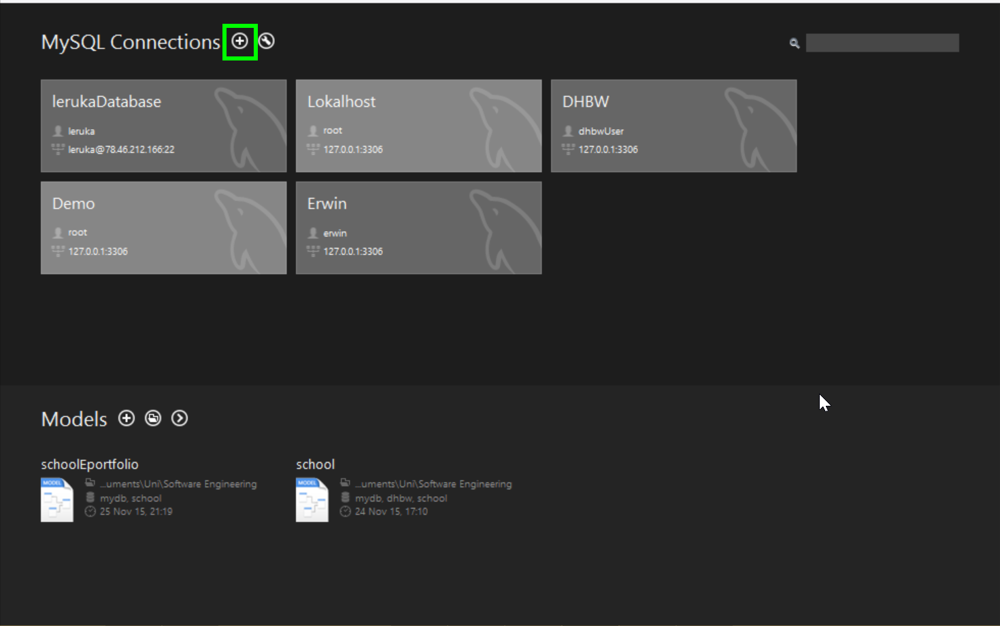 MySQL Connections
lerukaDatabase
leruka
leruka@78.46.212.166:22
Lokalhost
root
127.0.0.1:3306
DHBW
dhbwUser
127.0.0.1:3306
Demo
root
127.0.0.1:3306
Erwin
erwin
127.0.0.1:3306
Models
schoolEportfolio
MODEL
...uments\Uni\Software Engineering
mydb, school
25 Nov 15, 21:19
school
MODEL
...uments\Uni\Software Engineering
mydb, dhbw, school
24 Nov 15, 17:10